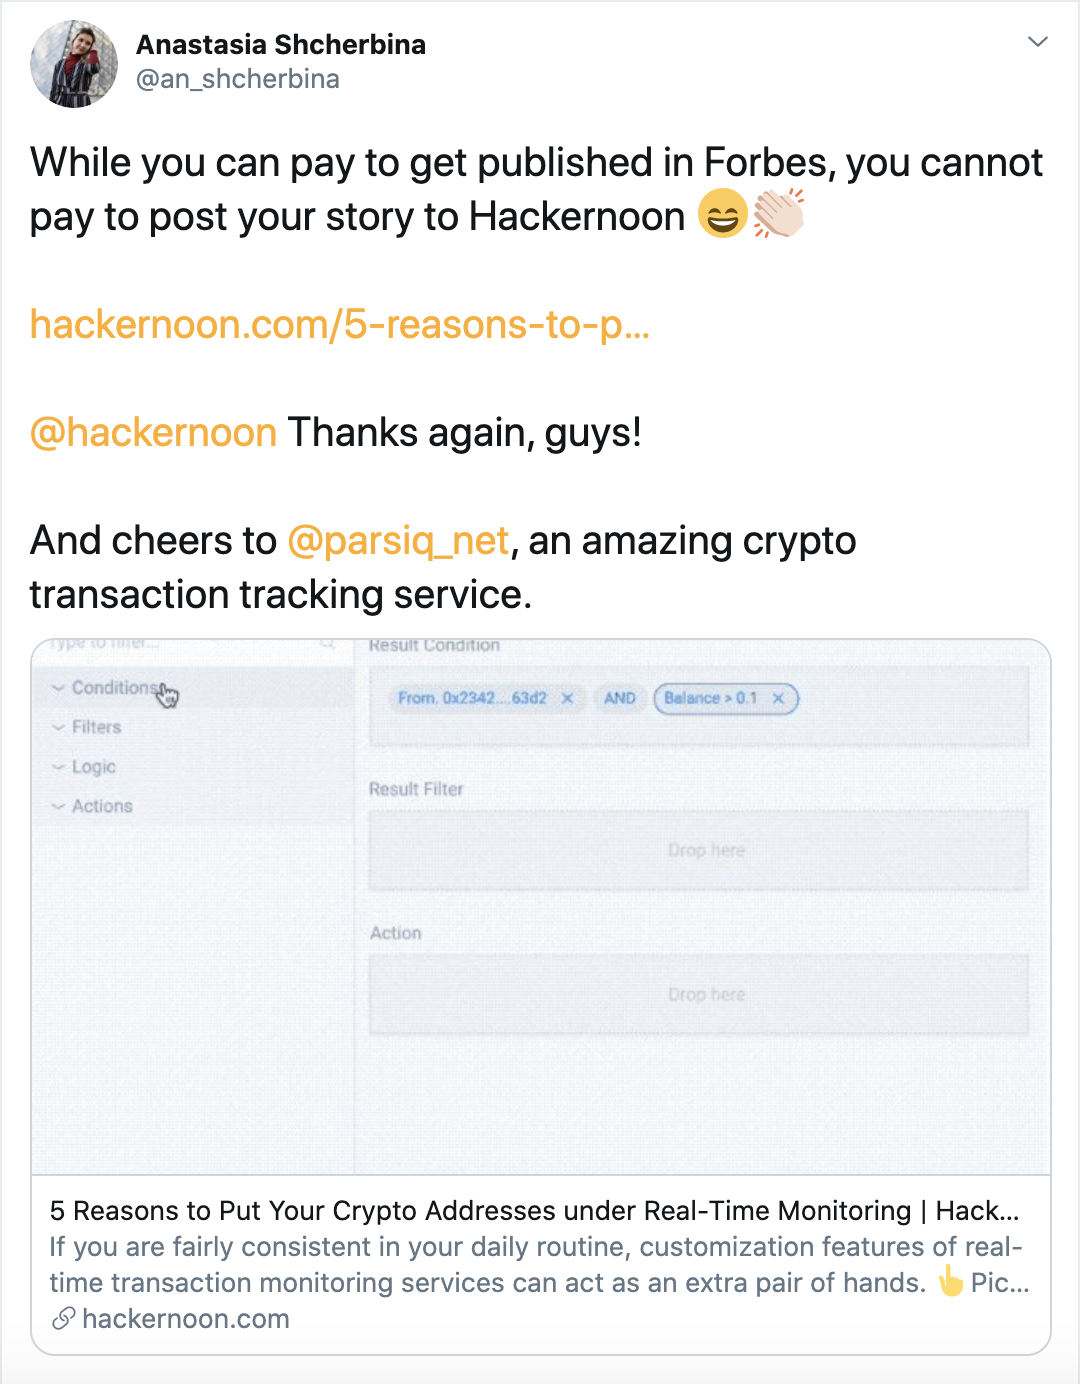 Anastasia Shcherbina
@an_shcherbina
While you can pay to get published in Forbes, you cannot
pay to post your story to Hackernoon 😄👏🏻
hackernoon.com/5-reasons-to-p…
@hackernoon Thanks again, guys!
And cheers to @parsiq_net, an amazing crypto
transaction tracking service.
Type to filter...
Conditions
Filters
Logic
Actions
Result Condition
From. 0x2342....63d2 ✕ AND Balance > 0.1 ✕
Result Filter
Drop here
Action
Drop here
5 Reasons to Put Your Crypto Addresses under Real-Time Monitoring | Hack...
If you are fairly consistent in your daily routine, customization features of real-
time transaction monitoring services can act as an extra pair of hands. 👆 Pic...
hackernoon.com